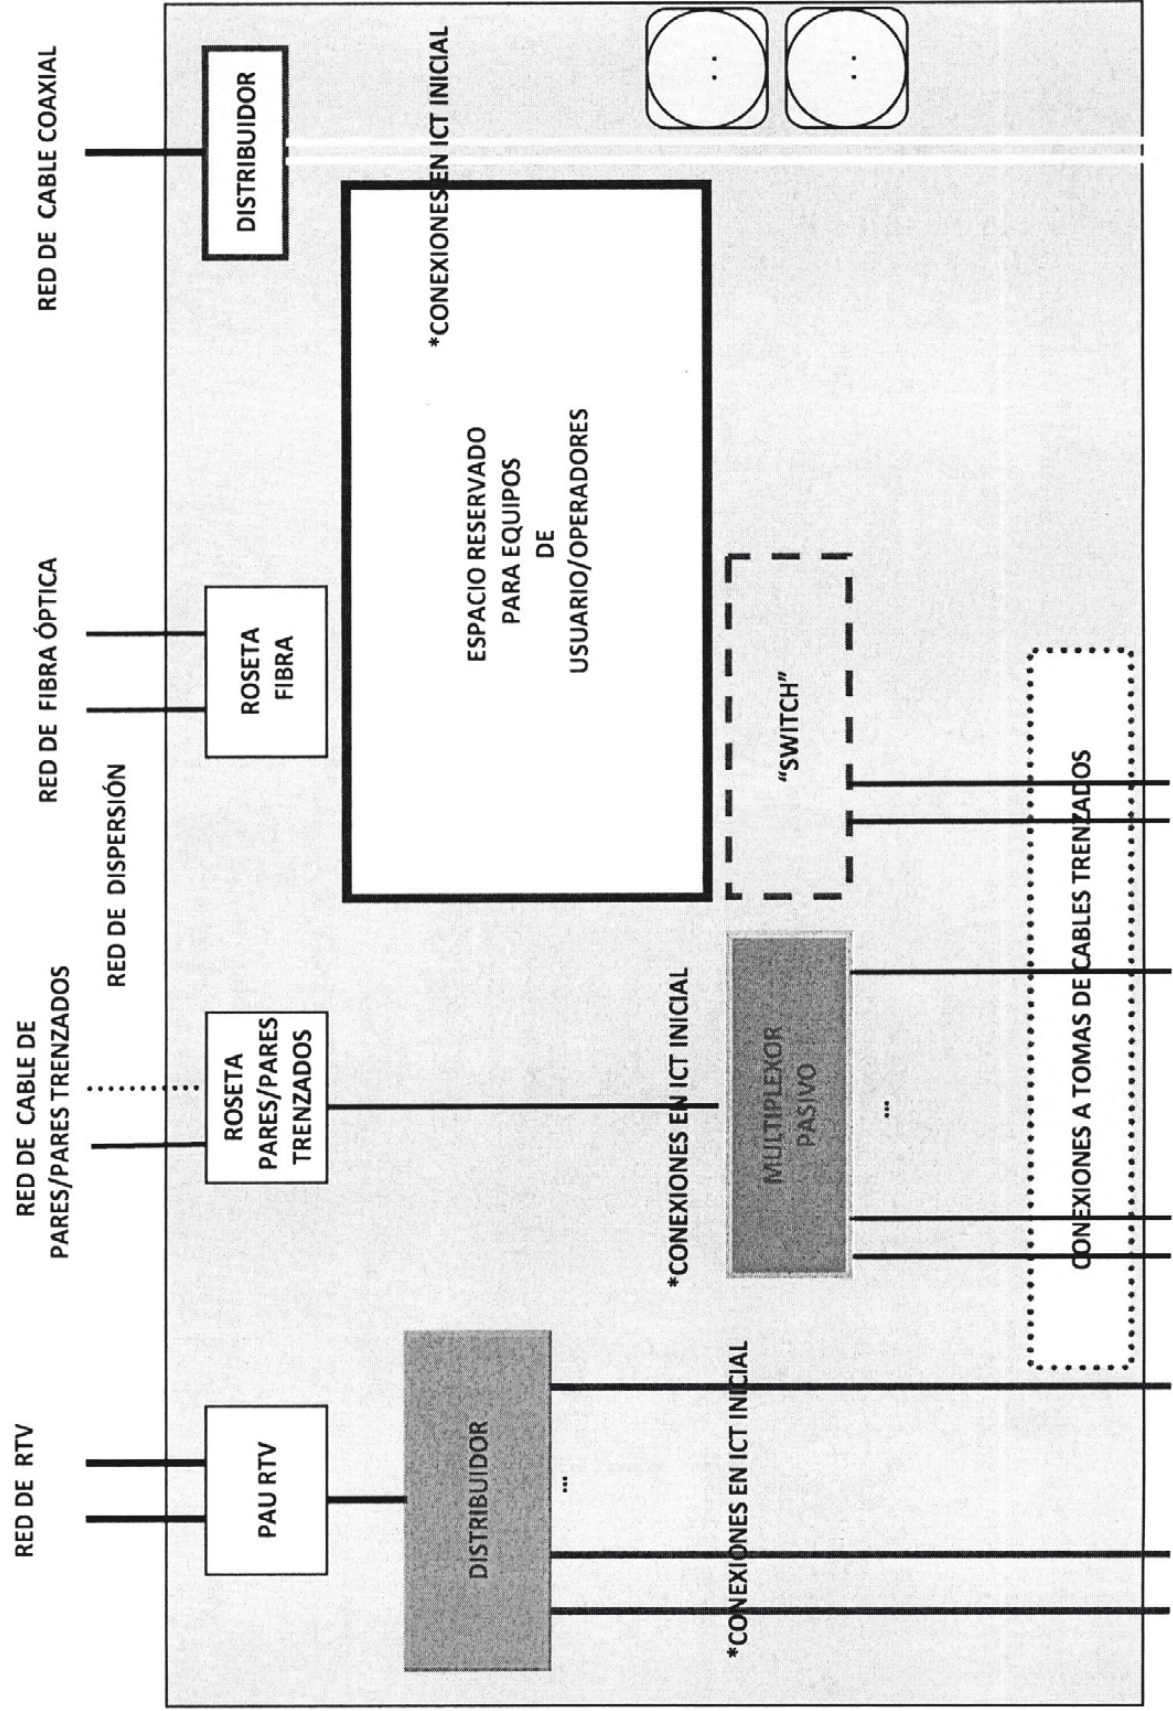 RED DE RTV
RED DE CABLE DE
PARES/PARES TRENZADOS
RED DE DISPERSIÓN
RED DE FIBRA ÓPTICA
RED DE CABLE COAXIAL
PAU RTV
ROSETA
PARES/PARES
TRENZADOS
ROSETA
FIBRA
DISTRIBUIDOR
DISTRIBUIDOR
...
*CONEXIONES EN ICT INICIAL
ESPACIO RESERVADO
PARA EQUIPOS
DE
USUARIO/OPERADORES
*CONEXIONES EN ICT INICIAL
*CONEXIONES EN ICT INICIAL
MULTIPLEXOR
PASIVO
...
"SWITCH"
CONEXIONES A TOMAS DE CABLES TRENZADOS